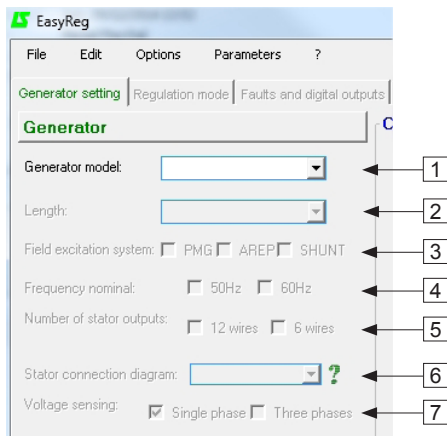 LS EasyReg
File Edit Options Parameters ?
Generator setting Regulation mode Faults and digital outputs
Generator C
Generator model: 1
Length: 2
Field excitation system: PMG AREP SHUNT 3
Frequency nominal: 50Hz 60Hz 4
Number of stator outputs: 12 wires 6 wires 5
Stator connection diagram: ? 6
Voltage sensing: Single phase Three phases 7